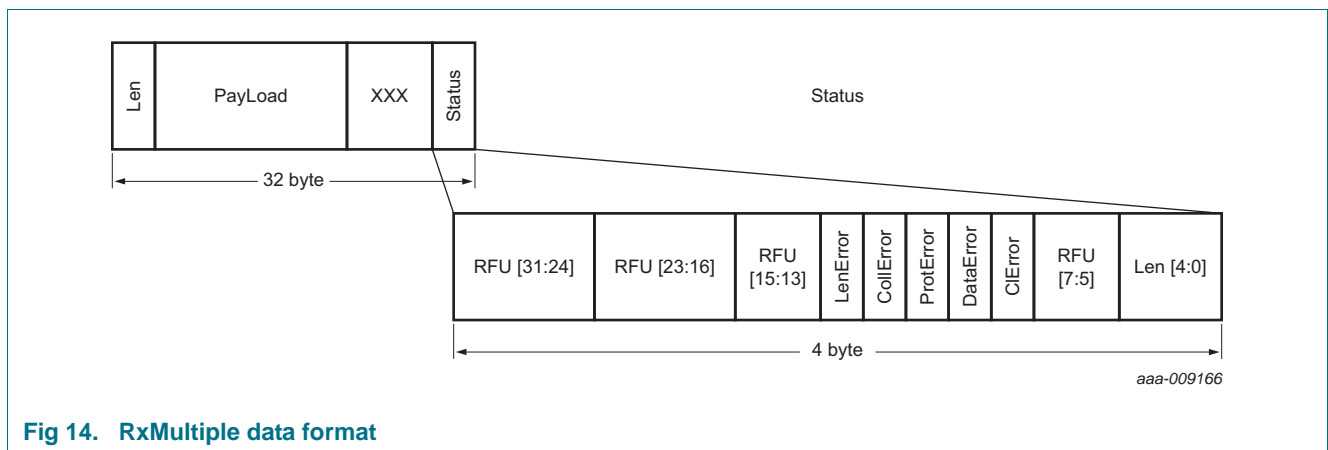 Len
PayLoad
XXX
Status
Status
32 byte
RFU [31:24]
RFU [23:16]
RFU
[15:13]
LenError
CollError
ProtError
DataError
ClError
RFU
[7:5]
Len [4:0]
4 byte
aaa-009166
Fig 14. RxMultiple data format